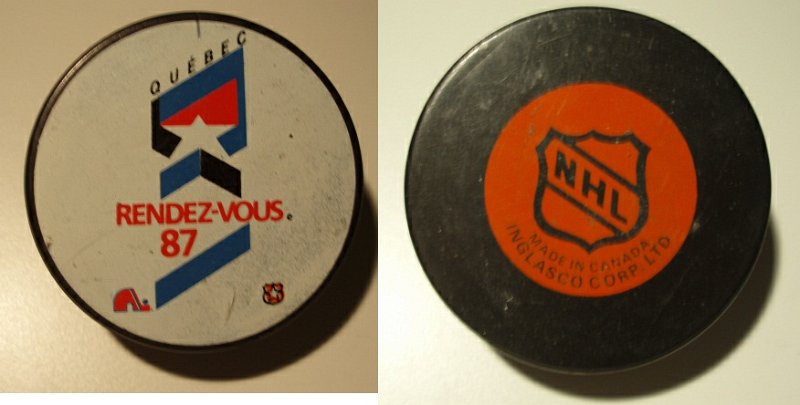 QUÉBEC
RENDEZ-VOUS
87
NHL
MADE IN CANADA
INGLASCO CORP. LTD